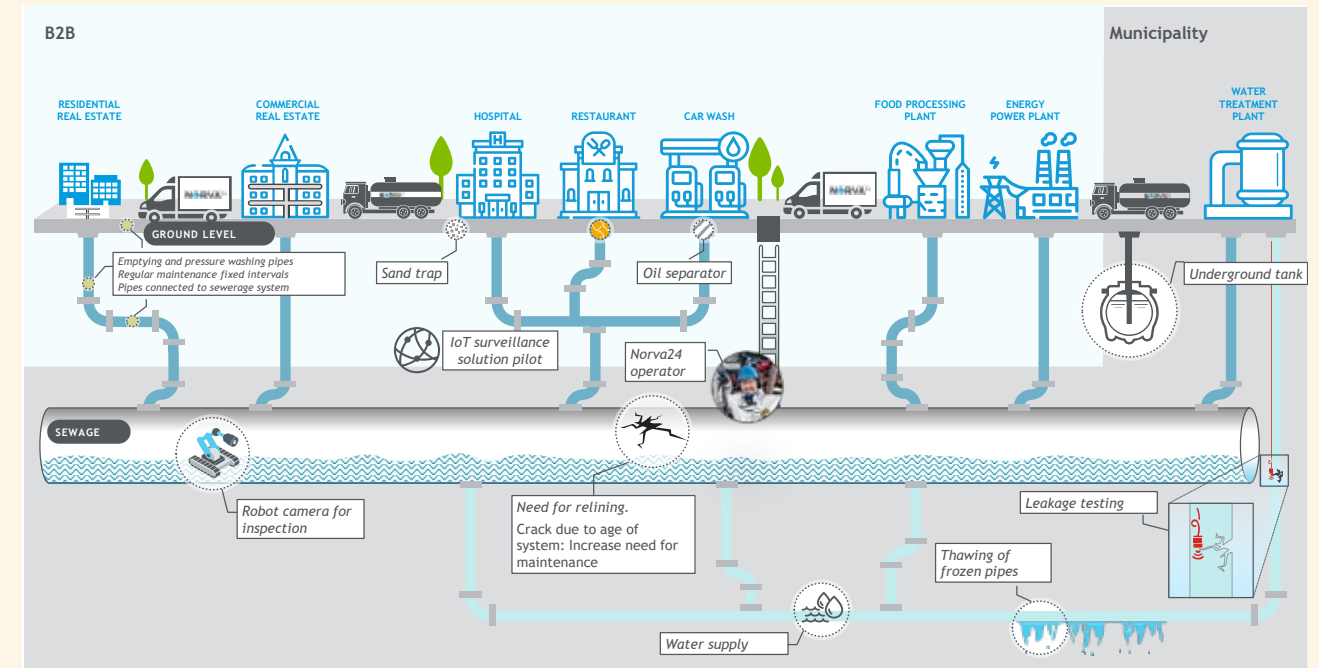 B2B
Municipality
RESIDENTIAL
REAL ESTATE
COMMERCIAL
REAL ESTATE
HOSPITAL
RESTAURANT
CAR WASH
FOOD PROCESSING
PLANT
ENERGY
POWER PLANT
WATER
TREATMENT
PLANT
NORVA
NORVA
GROUND LEVEL
Emptying and pressure washing pipes
Regular maintenance fixed intervals
Pipes connected to sewerage system
Sand trap
Oil separator
Underground tank
IoT surveillance
solution pilot
Norva24
operator
SEWAGE
Robot camera for
inspection
Need for relining.
Crack due to age of
system: Increase need for
maintenance
Leakage testing
Thawing of
frozen pipes
Water supply